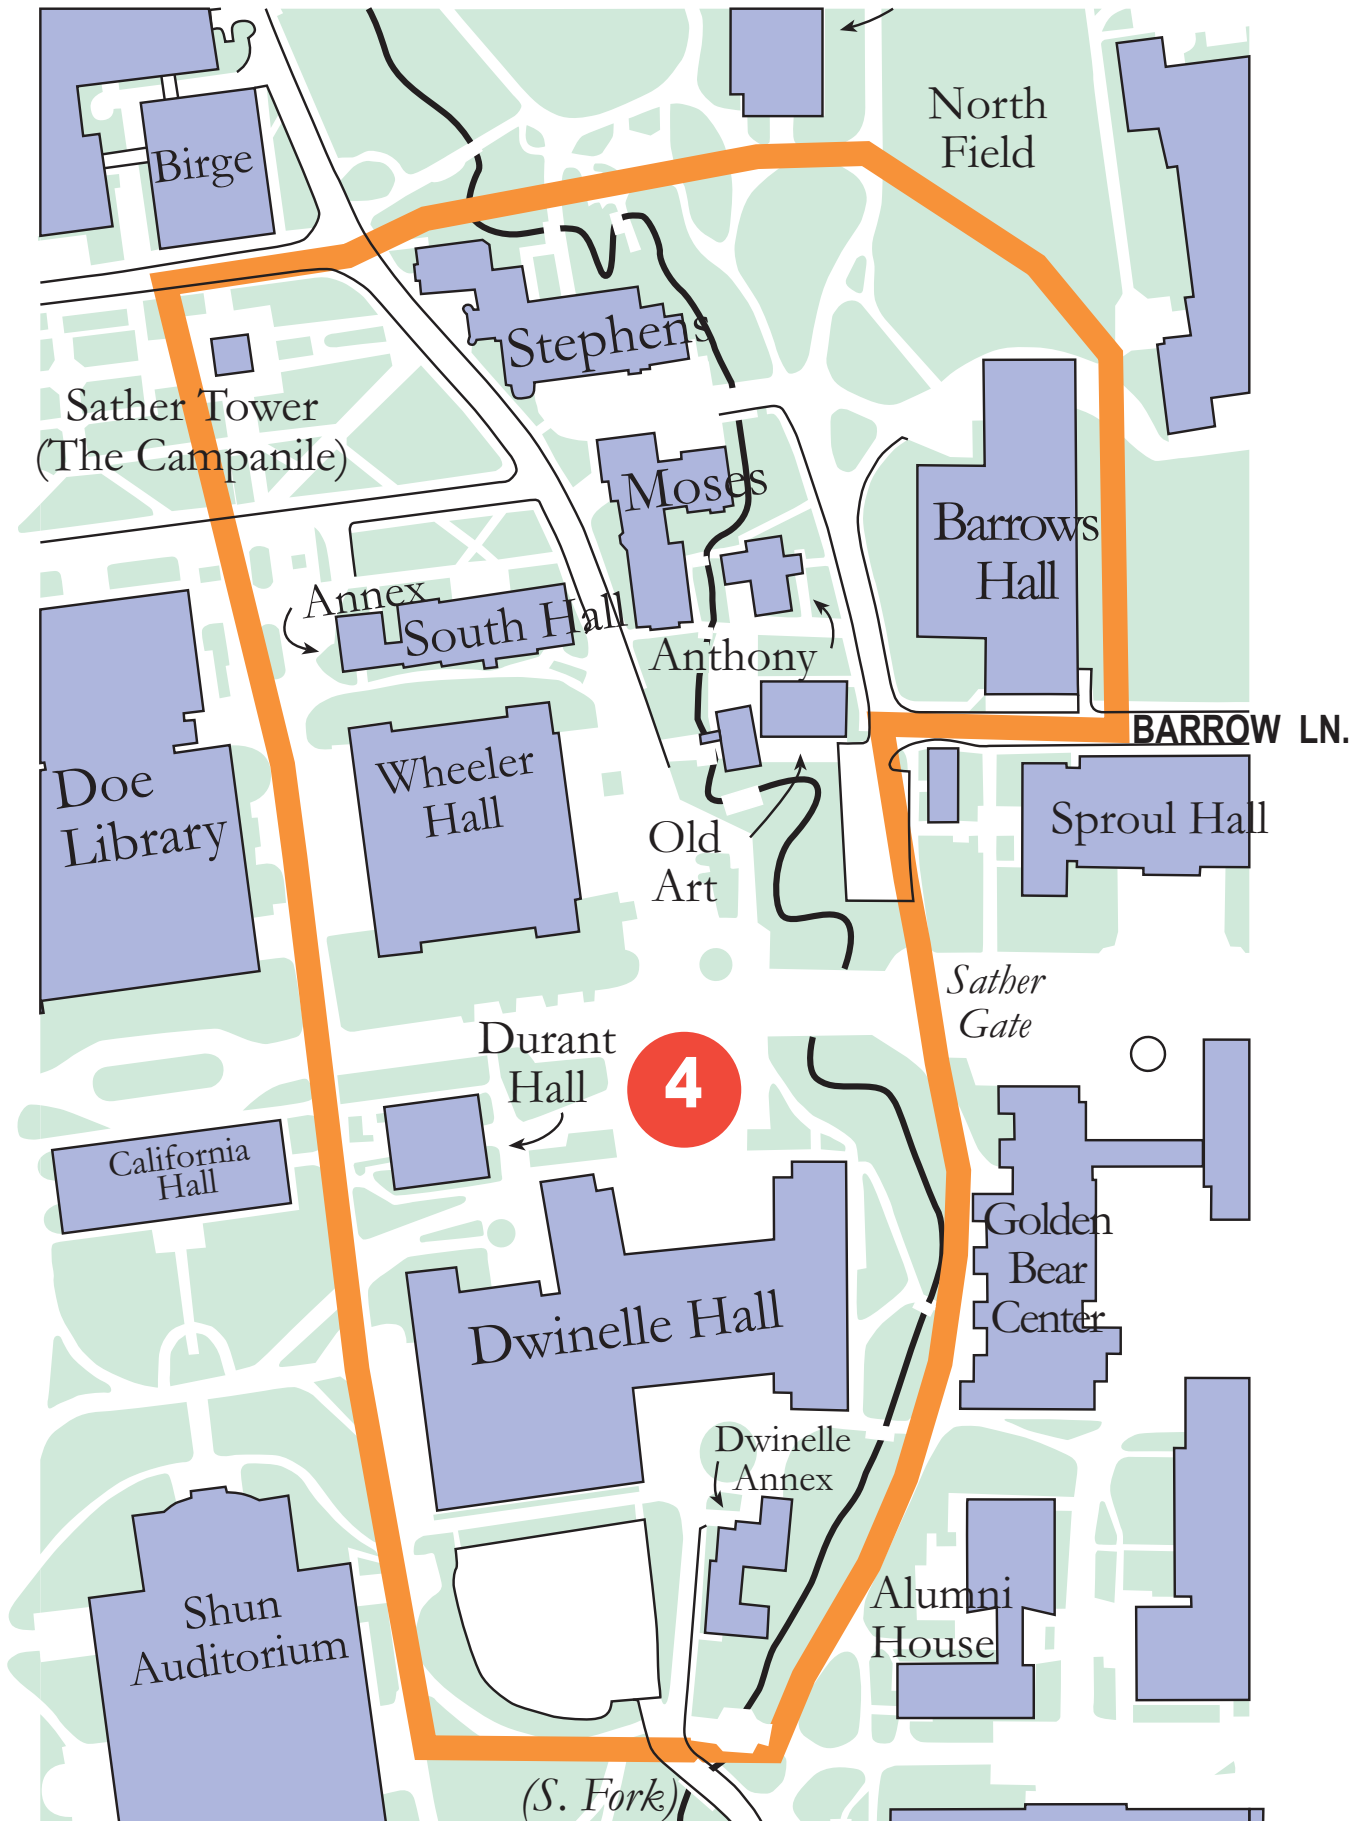 North
Field
Birge
Stephens
Sather Tower
(The Campanile)
Moses
Barrows
Hall
Annex
South Hall
Anthony
BARROW LN.
Doe
Library
Wheeler
Hall
Sproul Hall
Old
Art
Sather
Gate
Durant
Hall
4
California
Hall
Golden
Bear
Center
Dwinelle Hall
Dwinelle
Annex
Alumni
House
Shun
Auditorium
(S. Fork)